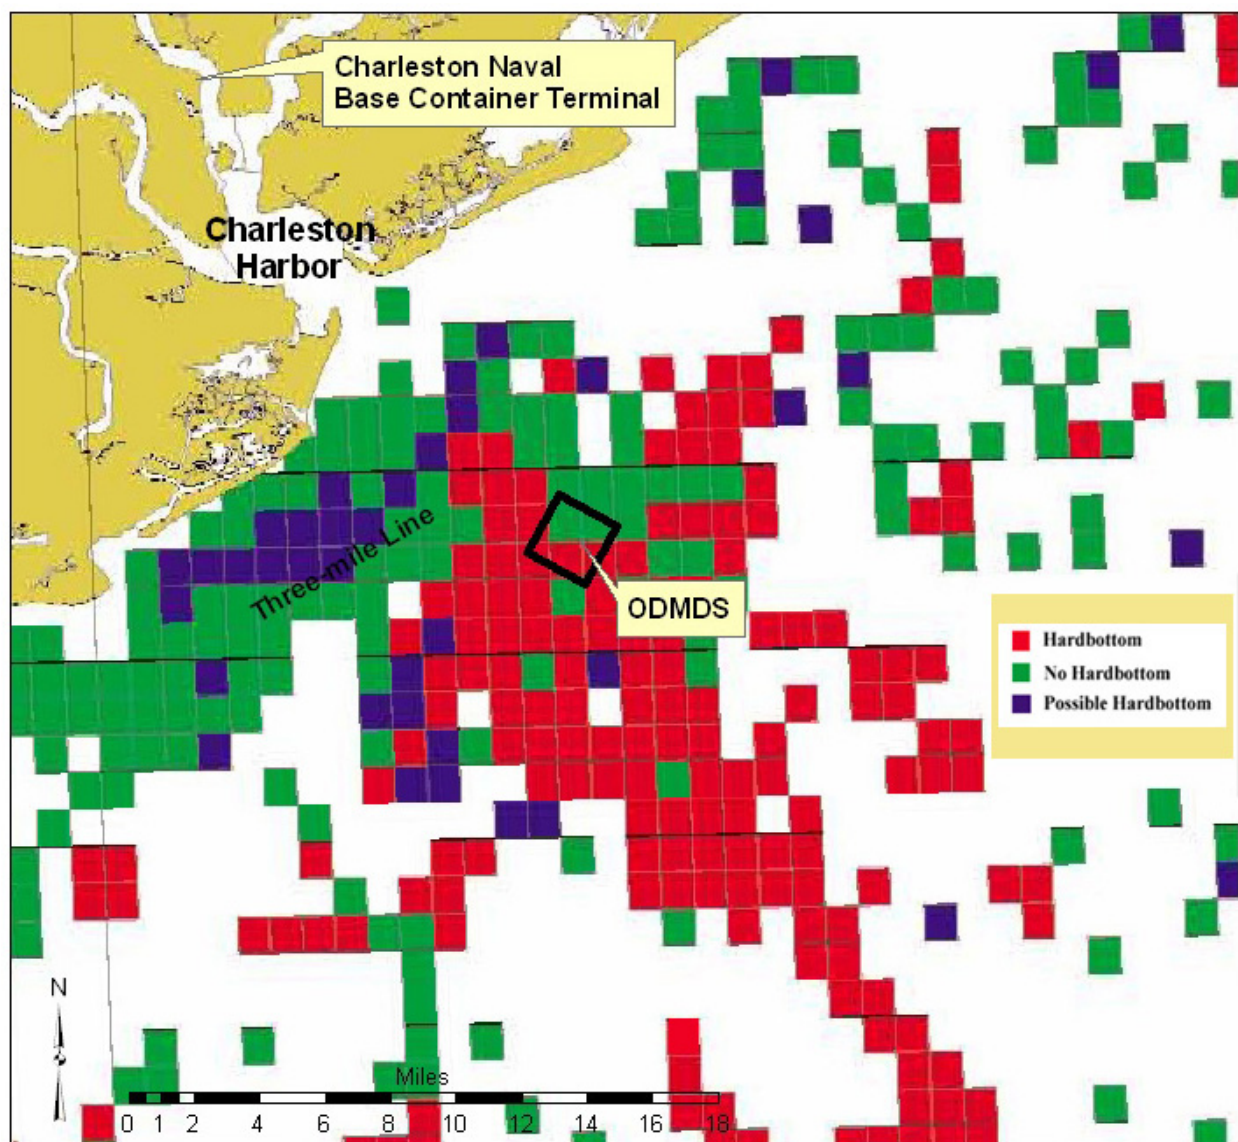 Charleston Naval
Base Container Terminal
Charleston
Harbor
Three-mile Line
ODMDS
Hardbottom
No Hardbottom
Possible Hardbottom
N
Miles
0 1 2 4 6 8 10 12 14 16 18